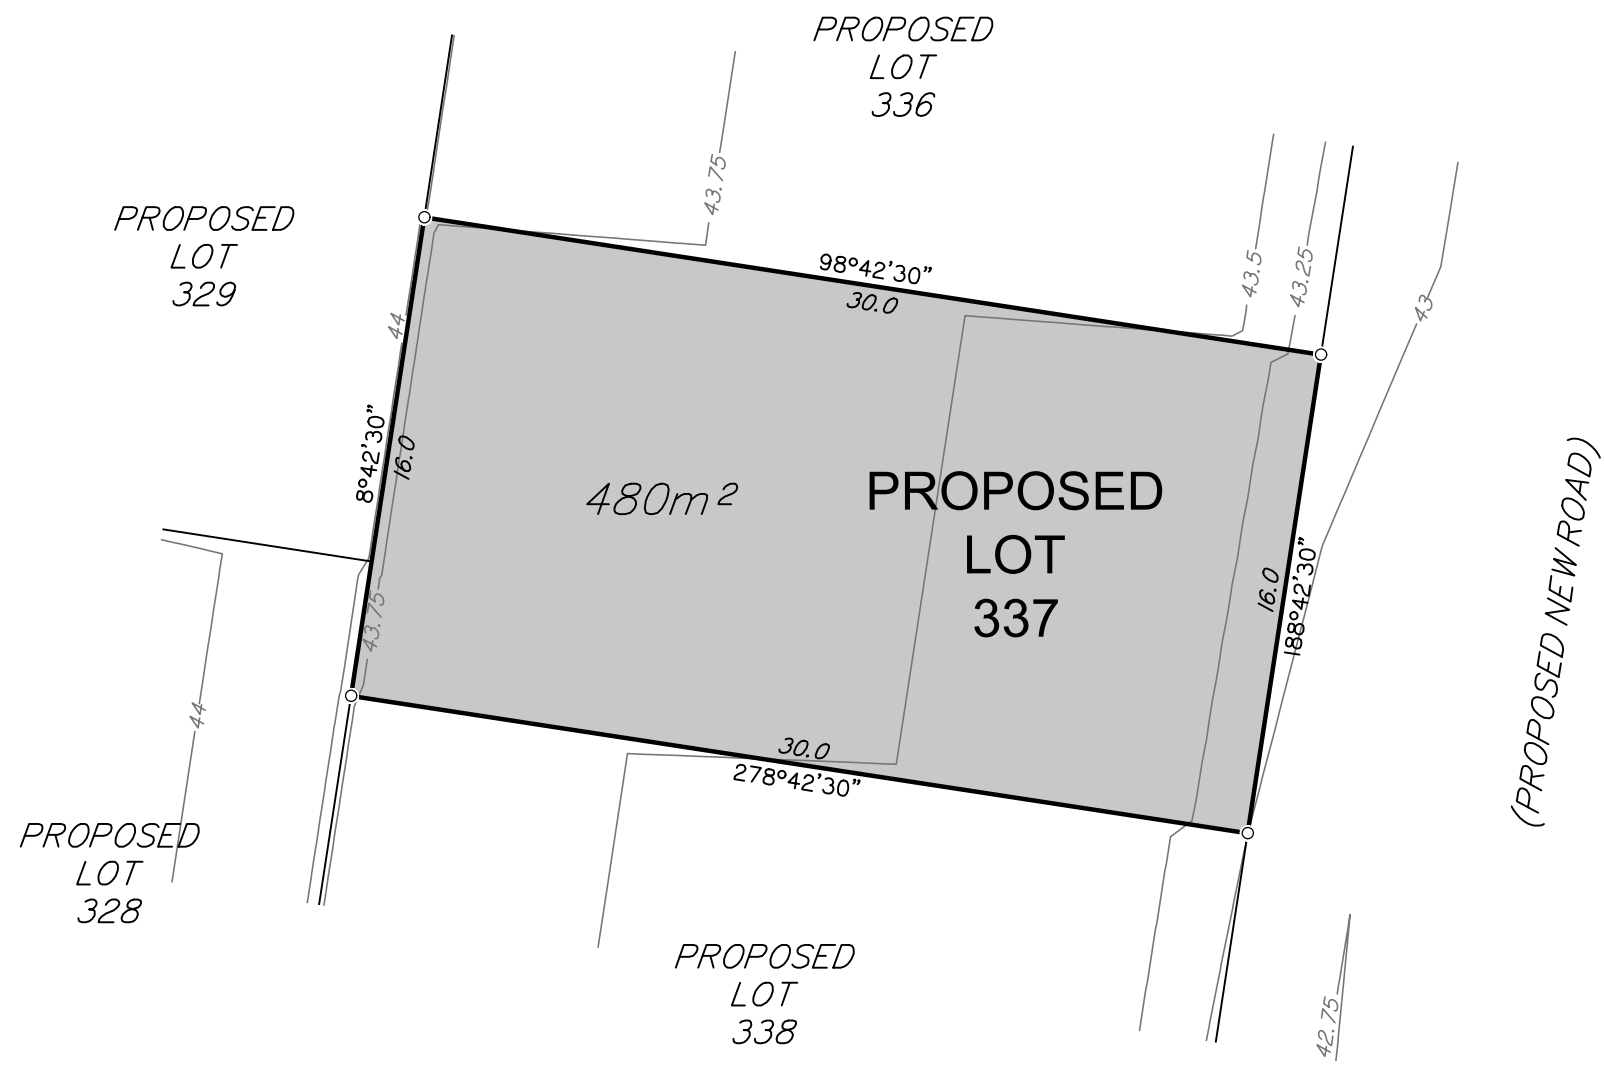 PROPOSED
LOT
336
43.75
PROPOSED
LOT
329
98°42'30"
30.0
43.5
43.25
43
44
8°42'30"
16.0
480m²
PROPOSED
LOT
337
16.0
188°42'30"
(PROPOSED NEW ROAD)
43.75
44
30.0
278°42'30"
PROPOSED
LOT
328
PROPOSED
LOT
338
42.75